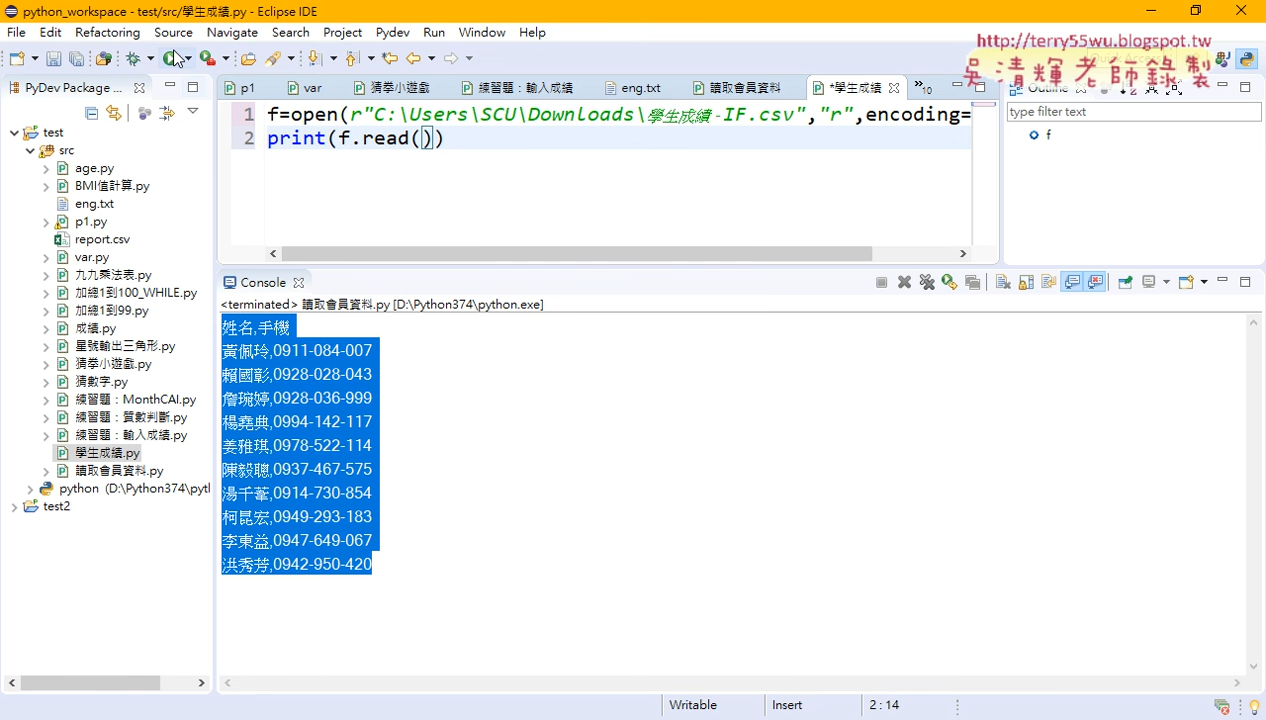 python_workspace - test/src/學生成績.py - Eclipse IDE
File Edit Refactoring Source Navigate Search Project Pydev Run Window Help
http://terry55wu.blogspot.tw
吳清輝老師錄製
PyDev Package ...
p1 var 猜拳小遊戲 練習題：輸入成績 eng.txt 讀取會員資料 *學生成績 »10
Outline
type filter text
f
1 f=open(r"C:\Users\SCU\Downloads\學生成績-IF.csv","r",encoding=
2 print(f.read())
test
src
age.py
BMI值計算.py
eng.txt
p1.py
report.csv
var.py
九九乘法表.py
加總1到100_WHILE.py
加總1到99.py
成績.py
星號輸出三角形.py
猜拳小遊戲.py
猜數字.py
練習題：MonthCAl.py
練習題：質數判斷.py
練習題：輸入成績.py
學生成績.py
讀取會員資料.py
python (D:\Python374\pytl
test2
Console
<terminated> 讀取會員資料.py [D:\Python374\python.exe]
姓名,手機
黃佩玲,0911-084-007
賴國彰,0928-028-043
詹琬婷,0928-036-999
楊堯典,0994-142-117
姜雅琪,0978-522-114
陳毅聰,0937-467-575
湯千葦,0914-730-854
柯昆宏,0949-293-183
李東益,0947-649-067
洪秀芳,0942-950-420
Writable Insert 2 : 14